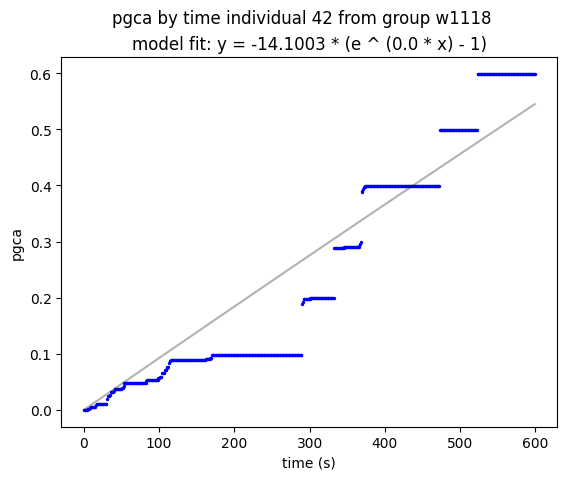 pgca by time individual 42 from group w1118
model fit: y = -14.1003 * (e ^ (0.0 * x) - 1)
0.6
0.5
0.4
0.3
0.2
0.1
0.0
pgca
0 100 200 300 400 500 600
time (s)